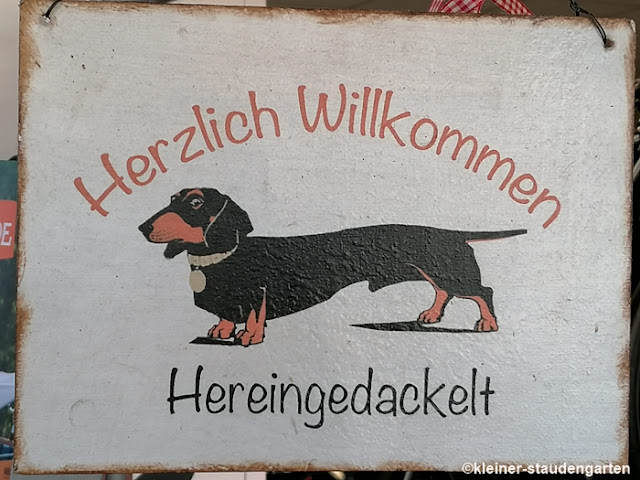 Herzlich Willkommen
Hereingedackelt
©kleiner-staudengarten